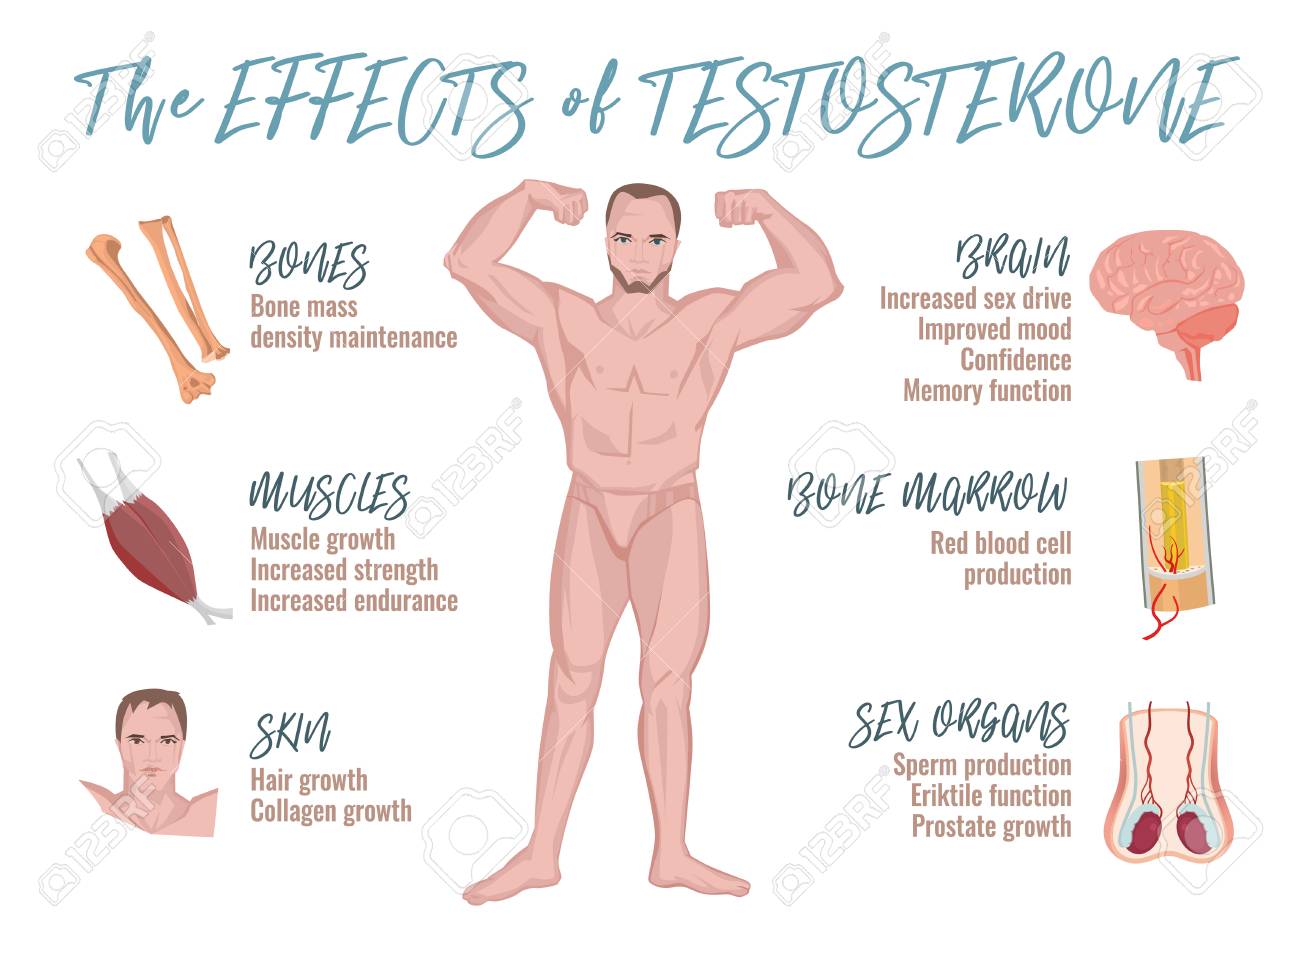 The EFFECTS of TESTOSTERONE
BONES
Bone mass
density maintenance
MUSCLES
Muscle growth
Increased strength
Increased endurance
SKIN
Hair growth
Collagen growth
BRAIN
Increased sex drive
Improved mood
Confidence
Memory function
BONE MARROW
Red blood cell
production
SEX ORGANS
Sperm production
Eriktile function
Prostate growth
123RF
123RF
123RF
123RF
123RF
123RF
123RF
123RF
123RF